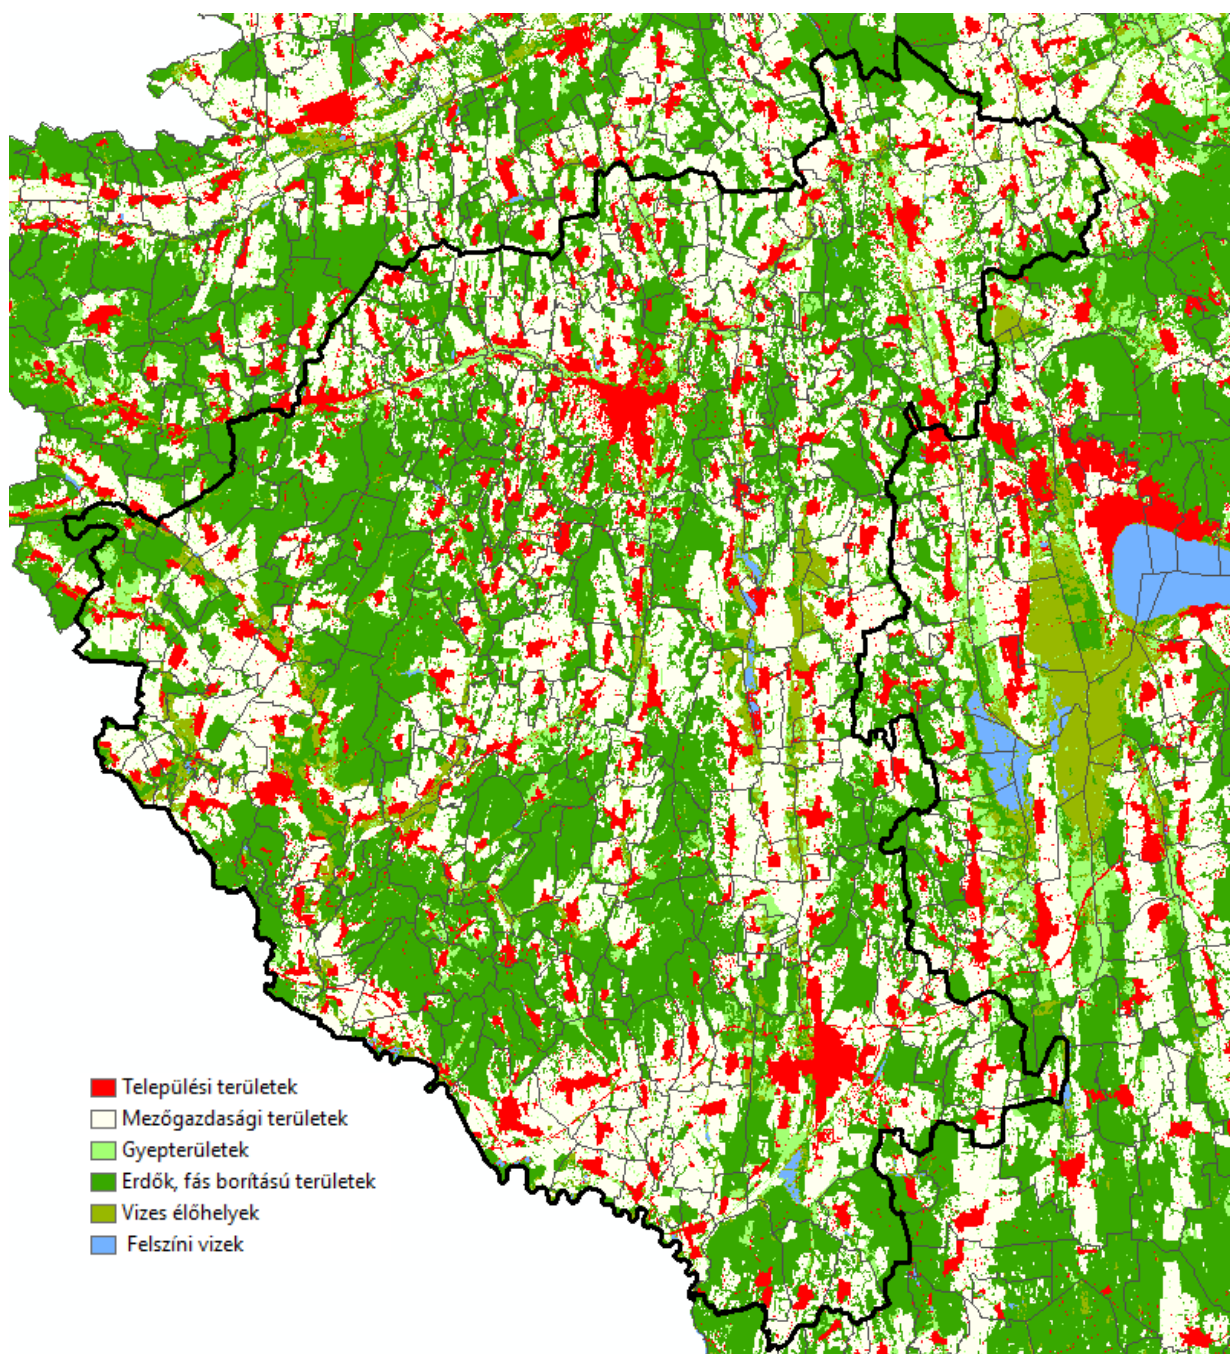 Települési területek
Mezőgazdasági területek
Gyepterületek
Erdők, fás borítású területek
Vizes élőhelyek
Felszíni vizek